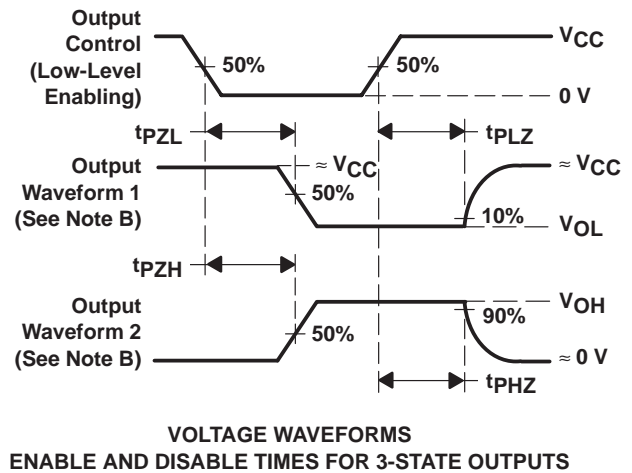 Output
Control
(Low-Level
Enabling)
50%
50%
VCC
0 V
tPZL
tPLZ
Output
Waveform 1
(See Note B)
≈ VCC
50%
≈ VCC
10%
VOL
tPZH
Output
Waveform 2
(See Note B)
50%
VOH
90%
≈ 0 V
tPHZ
VOLTAGE WAVEFORMS
ENABLE AND DISABLE TIMES FOR 3-STATE OUTPUTS